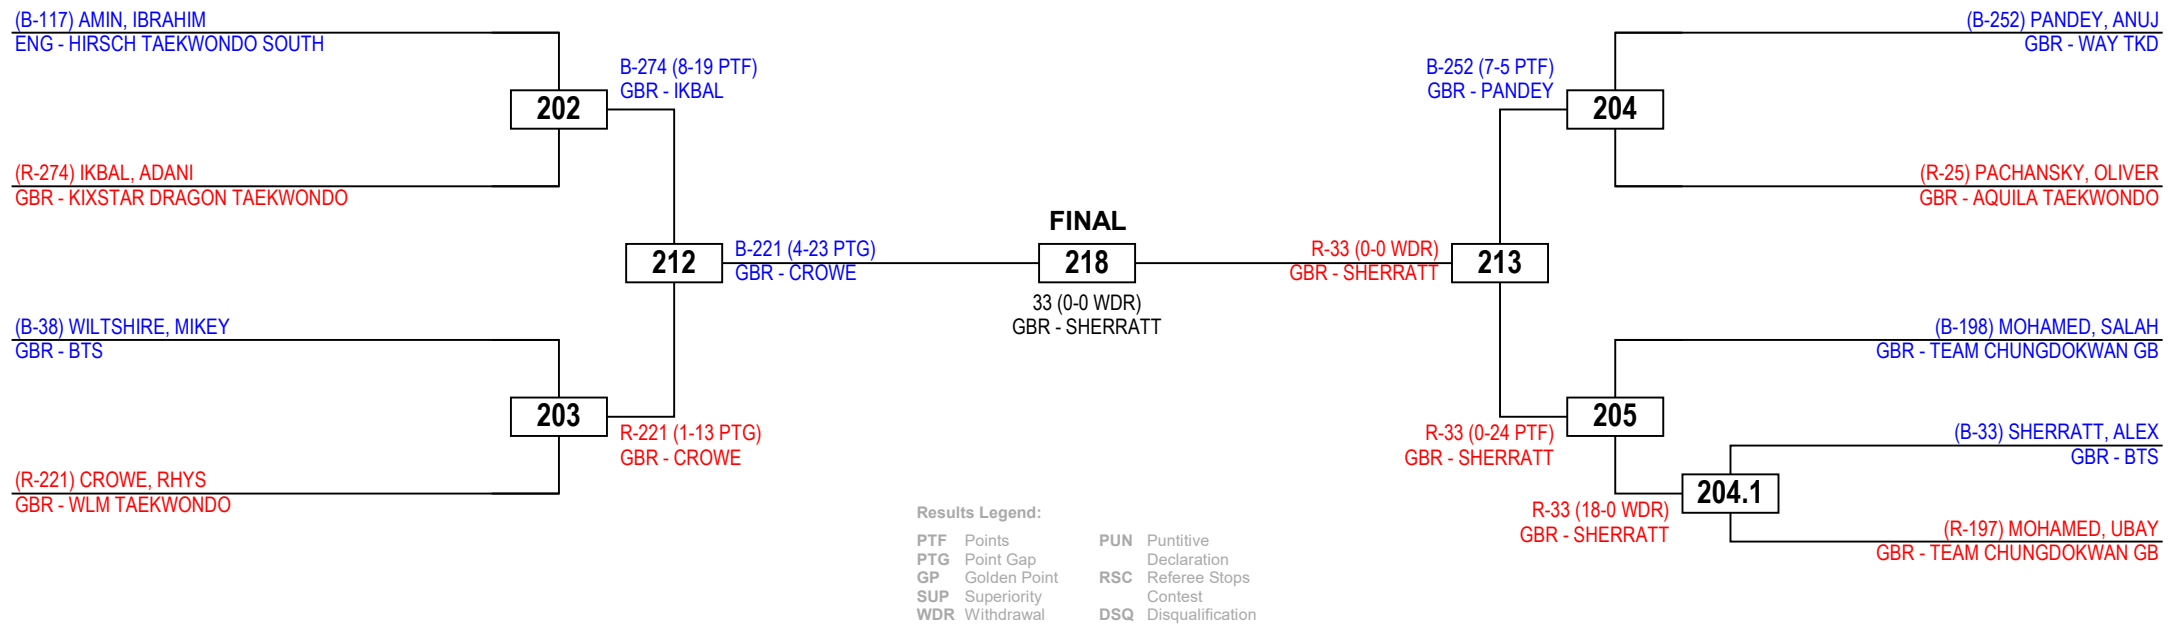 (B-117) AMIN, IBRAHIM
ENG - HIRSCH TAEKWONDO SOUTH
B-274 (8-19 PTF)
GBR - IKBAL
202
(R-274) IKBAL, ADANI
GBR - KIXSTAR DRAGON TAEKWONDO
212
B-221 (4-23 PTG)
GBR - CROWE
(B-38) WILTSHIRE, MIKEY
GBR - BTS
203
R-221 (1-13 PTG)
GBR - CROWE
(R-221) CROWE, RHYS
GBR - WLM TAEKWONDO
FINAL
218
33 (0-0 WDR)
GBR - SHERRATT
(B-252) PANDEY, ANUJ
GBR - WAY TKD
B-252 (7-5 PTF)
GBR - PANDEY
204
(R-25) PACHANSKY, OLIVER
GBR - AQUILA TAEKWONDO
R-33 (0-0 WDR)
GBR - SHERRATT
213
(B-198) MOHAMED, SALAH
GBR - TEAM CHUNGDOKWAN GB
205
R-33 (0-24 PTF)
GBR - SHERRATT
(B-33) SHERRATT, ALEX
GBR - BTS
204.1
R-33 (18-0 WDR)
GBR - SHERRATT
(R-197) MOHAMED, UBAY
GBR - TEAM CHUNGDOKWAN GB
Results Legend:
PTF Points
PTG Point Gap
GP Golden Point
SUP Superiority
WDR Withdrawal
PUN Puntitive
Declaration
RSC Referee Stops
Contest
DSQ Disqualification